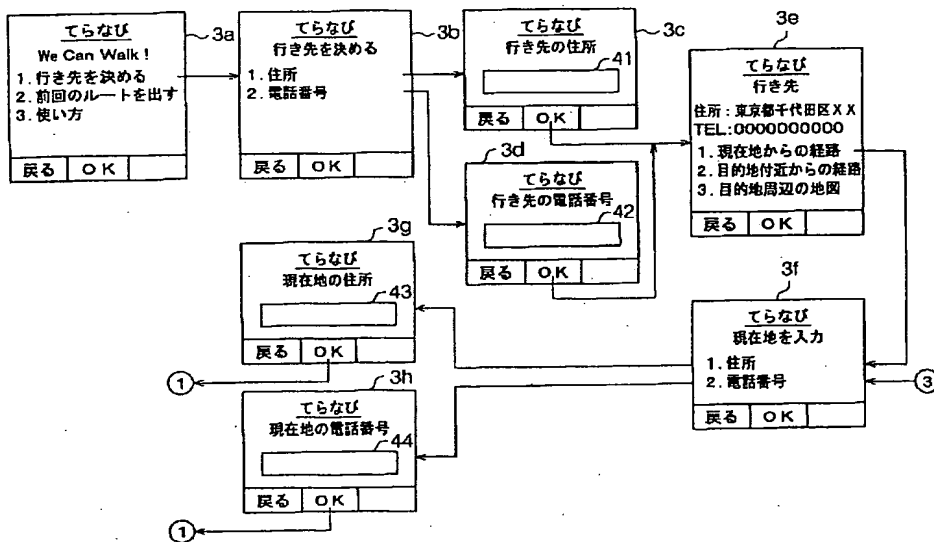 3a
てらなび
We Can Walk !
1. 行き先を決める
2. 前回のルートを出す
3. 使い方
戻る OK
3b
てらなび
行き先を決める
1. 住所
2. 電話番号
戻る OK
3c
てらなび
行き先の住所
41
戻る OK
3d
てらなび
行き先の電話番号
42
戻る OK
3e
てらなび
行き先
住所：東京都千代田区XX
TEL:0000000000
1. 現在地からの経路
2. 目的地付近からの経路
3. 目的地周辺の地図
戻る OK
3f
てらなび
現在地を入力
1. 住所
2. 電話番号
戻る OK
3
3g
てらなび
現在地の住所
43
戻る OK
1
3h
てらなび
現在地の電話番号
44
戻る OK
1